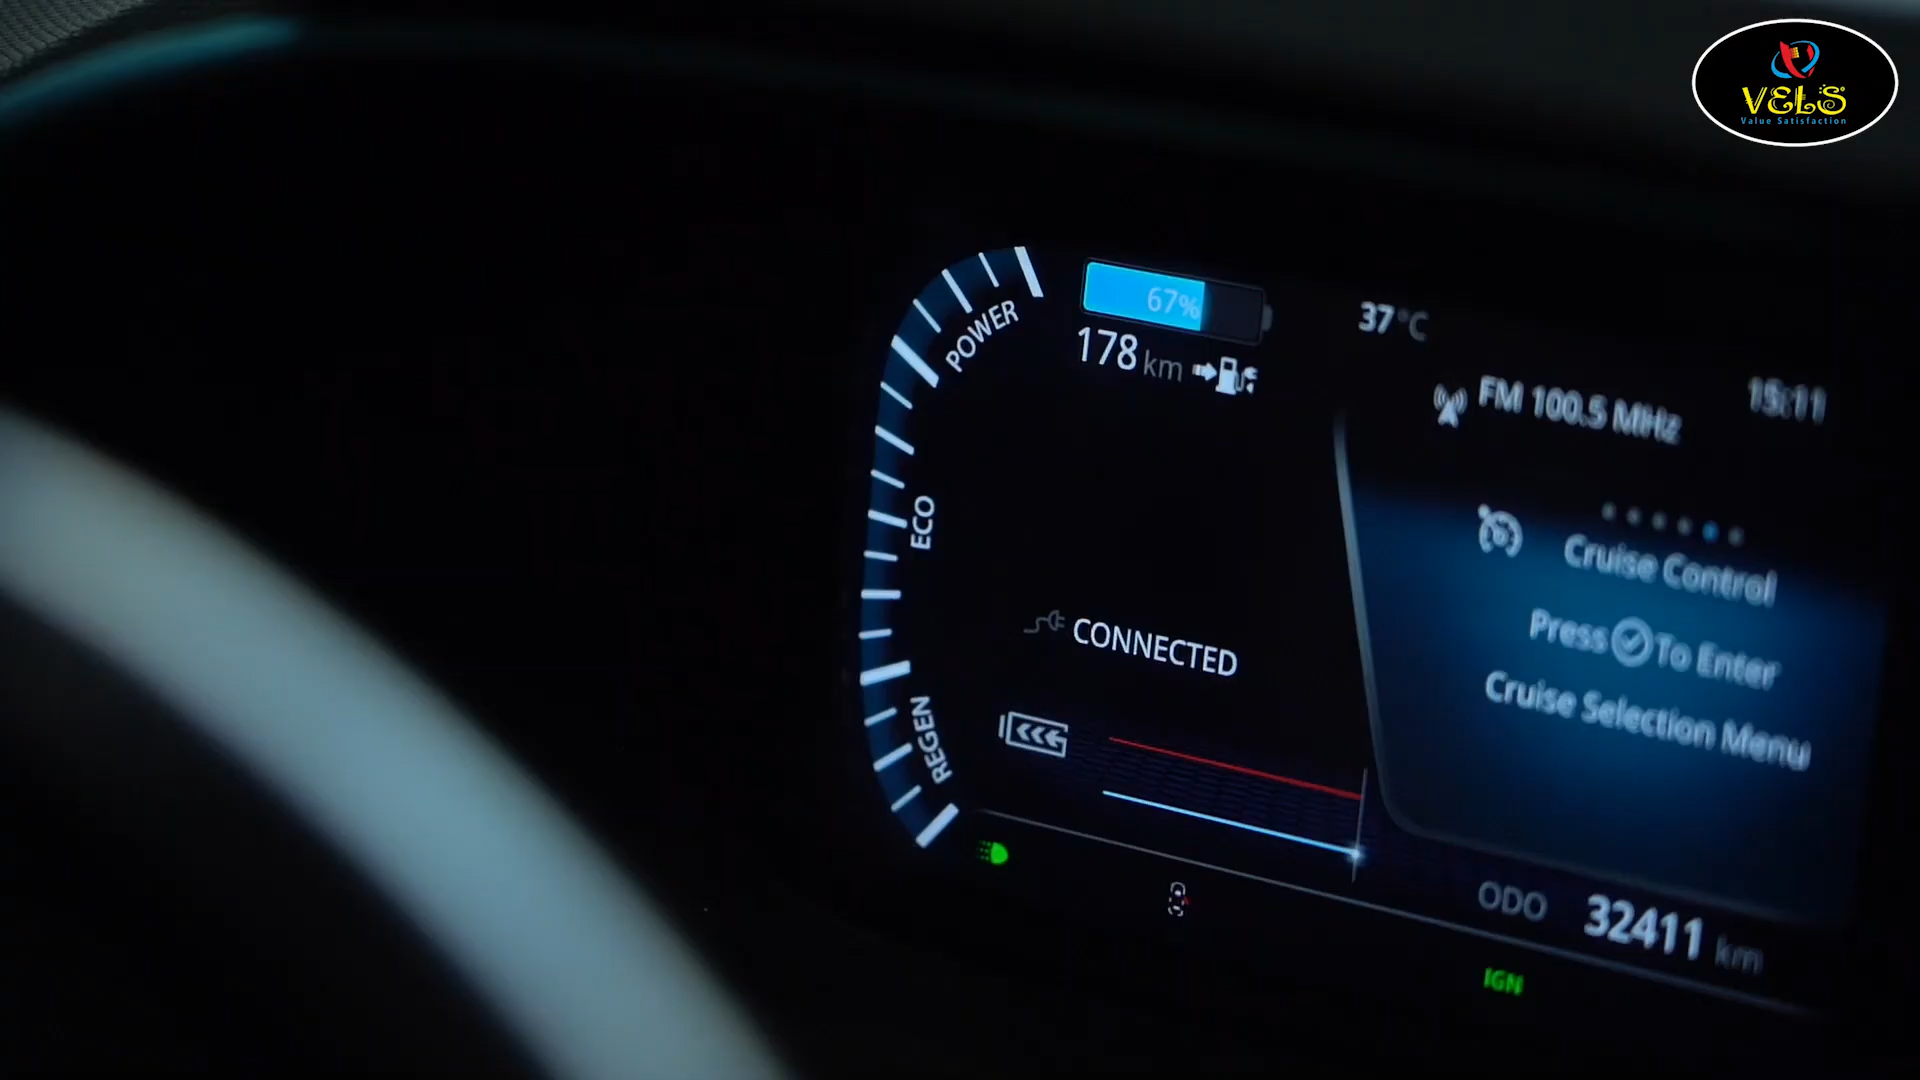 VELS
Value Satisfaction
67%
37°C
178 km
POWER
FM 100.5 MHz
15:11
ECO
Cruise Control
CONNECTED
Press To Enter
Cruise Selection Menu
REGEN
ODO 32411 km
IGN